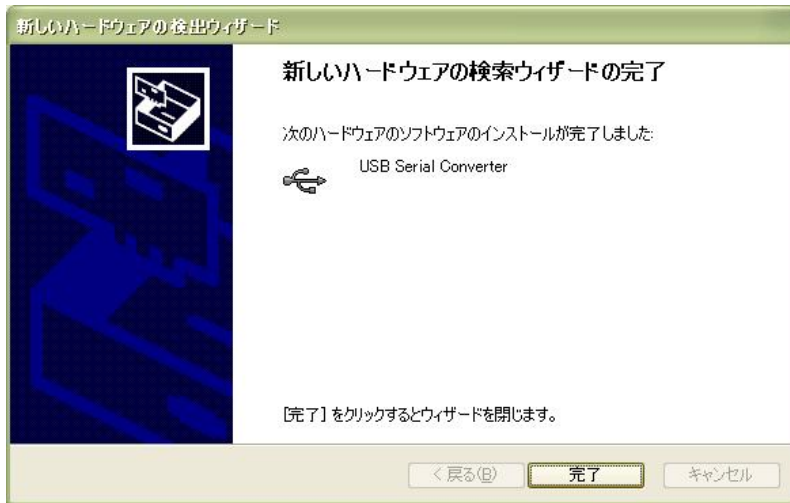 新しいハードウェアの検出ウィザード
新しいハードウェアの検索ウィザードの完了
次のハードウェアのソフトウェアのインストールが完了しました:
USB Serial Converter
[完了] をクリックするとウィザードを閉じます。
< 戻る(B)
完了
キャンセル